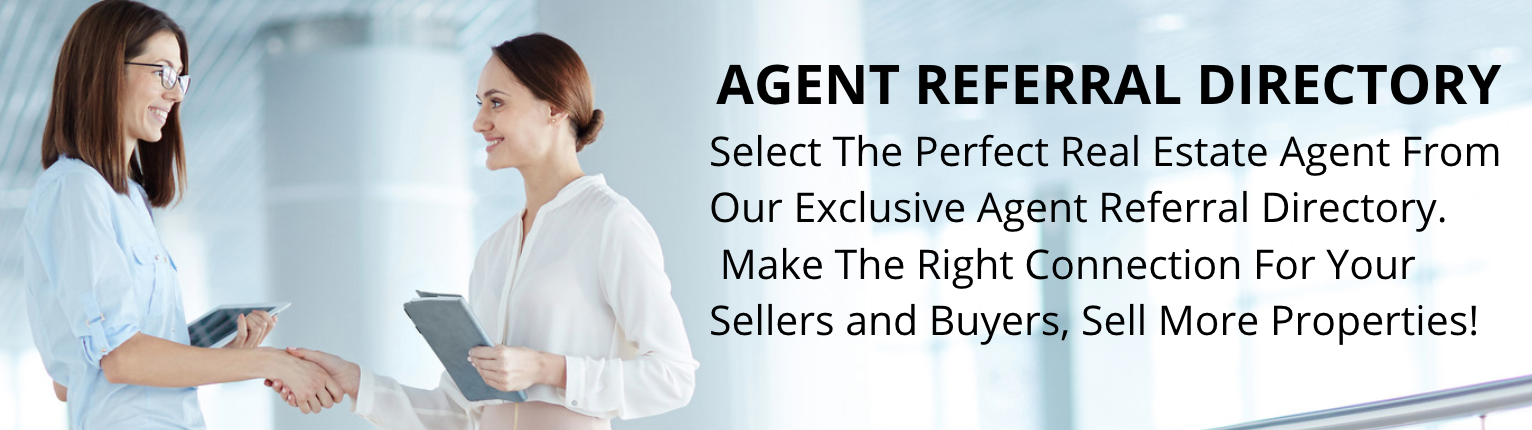 AGENT REFERRAL DIRECTORY
Select The Perfect Real Estate Agent From
Our Exclusive Agent Referral Directory.
Make The Right Connection For Your
Sellers and Buyers, Sell More Properties!